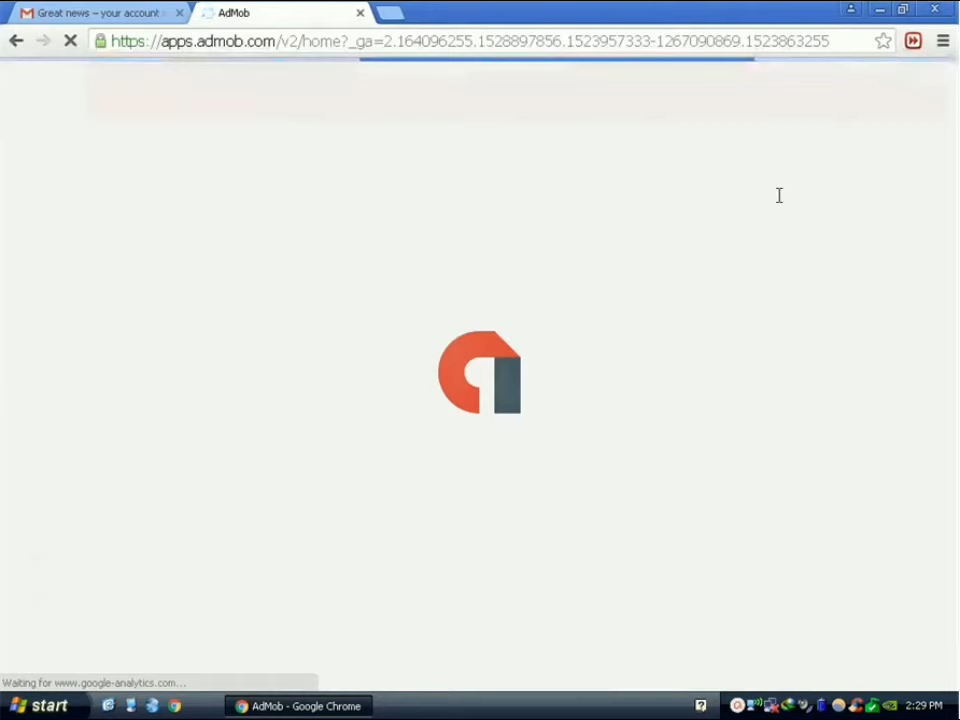 Great news – your account
AdMob
https://apps.admob.com/v2/home?_ga=2.164096255.1528897856.1523957333-1267090869.1523863255
Waiting for www.google-analytics.com...
start
AdMob - Google Chrome
2:29 PM